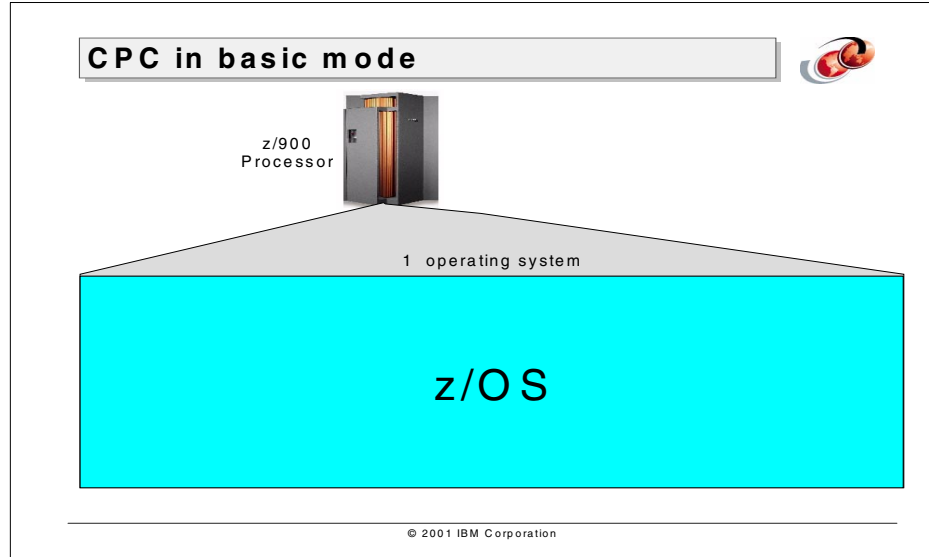 CPC in basic mode
z/900
Processor
1 operating system
z/OS
© 2001 IBM Corporation